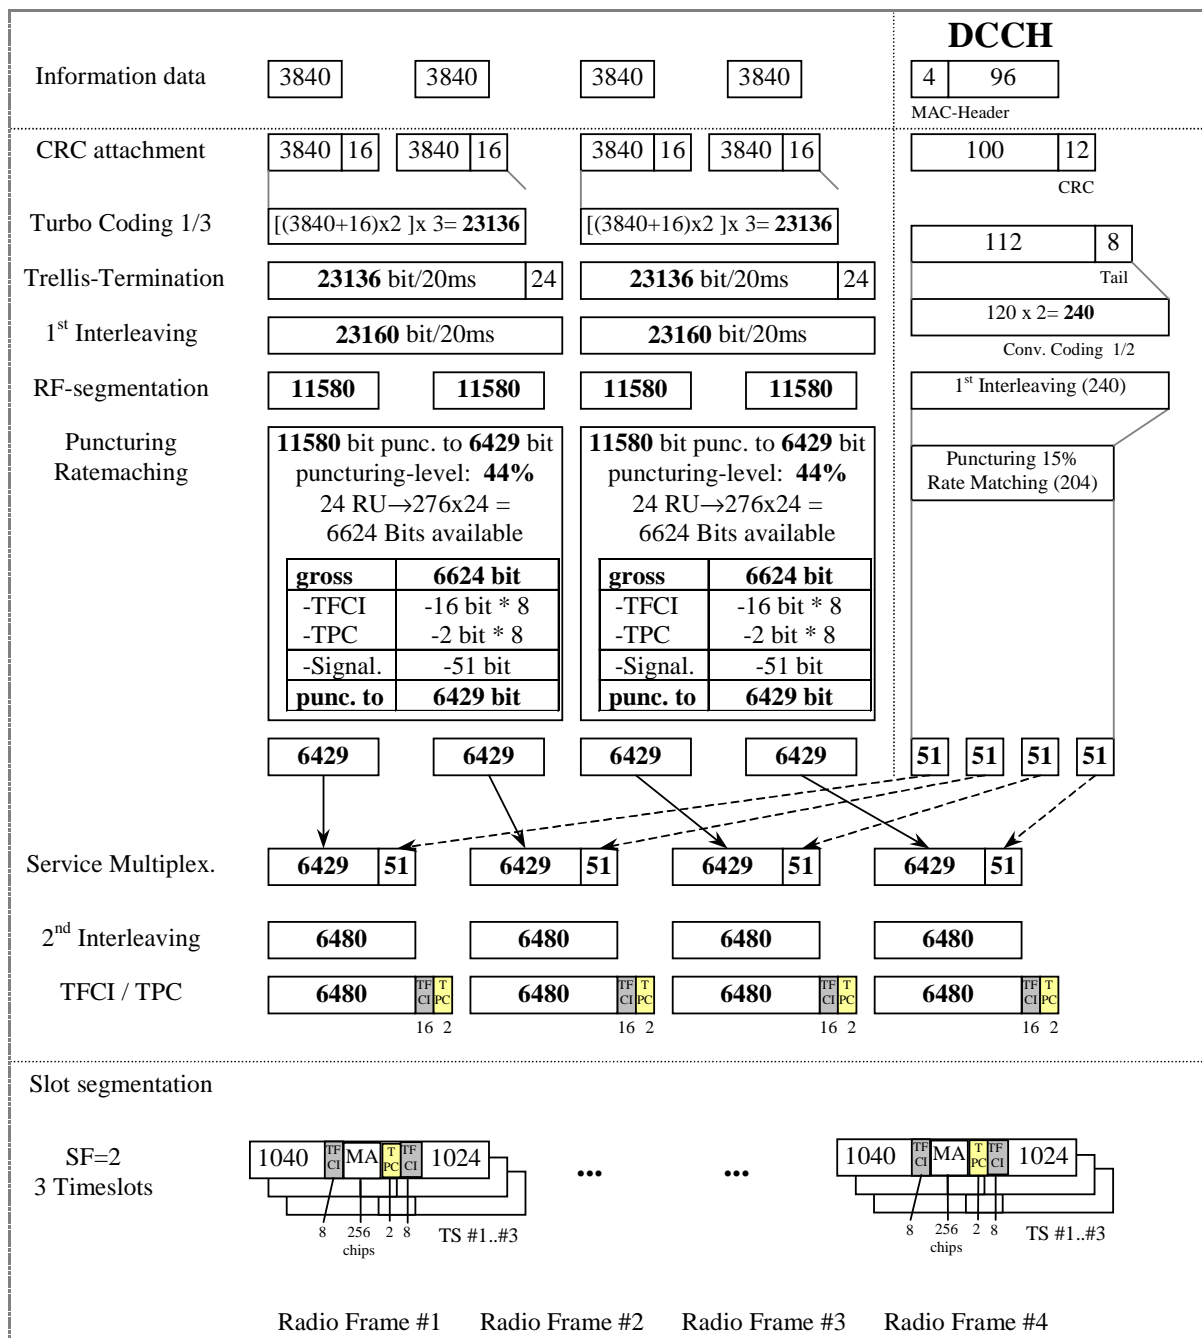 DCCH
Information data 3840 3840 3840 3840 4 96
MAC-Header
CRC attachment 3840 16 3840 16 3840 16 3840 16 100 12
CRC
Turbo Coding 1/3 [(3840+16)x2 ]x 3= 23136 [(3840+16)x2 ]x 3= 23136
112 8
Tail
Trellis-Termination 23136 bit/20ms 24 23136 bit/20ms 24
120 x 2= 240
1st Interleaving 23160 bit/20ms 23160 bit/20ms
Conv. Coding 1/2
RF-segmentation 11580 11580 11580 11580 1st Interleaving (240)
Puncturing
Ratemaching
11580 bit punc. to 6429 bit
puncturing-level: 44%
24 RU→276x24 =
6624 Bits available
gross 6624 bit
-TFCI -16 bit * 8
-TPC -2 bit * 8
-Signal. -51 bit
punc. to 6429 bit
11580 bit punc. to 6429 bit
puncturing-level: 44%
24 RU→276x24 =
6624 Bits available
gross 6624 bit
-TFCI -16 bit * 8
-TPC -2 bit * 8
-Signal. -51 bit
punc. to 6429 bit
Puncturing 15%
Rate Matching (204)
6429 6429 6429 6429 51 51 51 51
Service Multiplex. 6429 51 6429 51 6429 51 6429 51
2nd Interleaving 6480 6480 6480 6480
TFCI / TPC 6480 TF CI T PC 6480 TF CI T PC 6480 TF CI T PC 6480 TF CI T PC
16 2 16 2 16 2 16 2
Slot segmentation
SF=2
3 Timeslots
1040 TF CI MA T PC TF CI 1024 ... ... 1040 TF CI MA T PC TF CI 1024
8 256 chips 2 8 TS #1..#3 8 256 chips 2 8 TS #1..#3
Radio Frame #1 Radio Frame #2 Radio Frame #3 Radio Frame #4